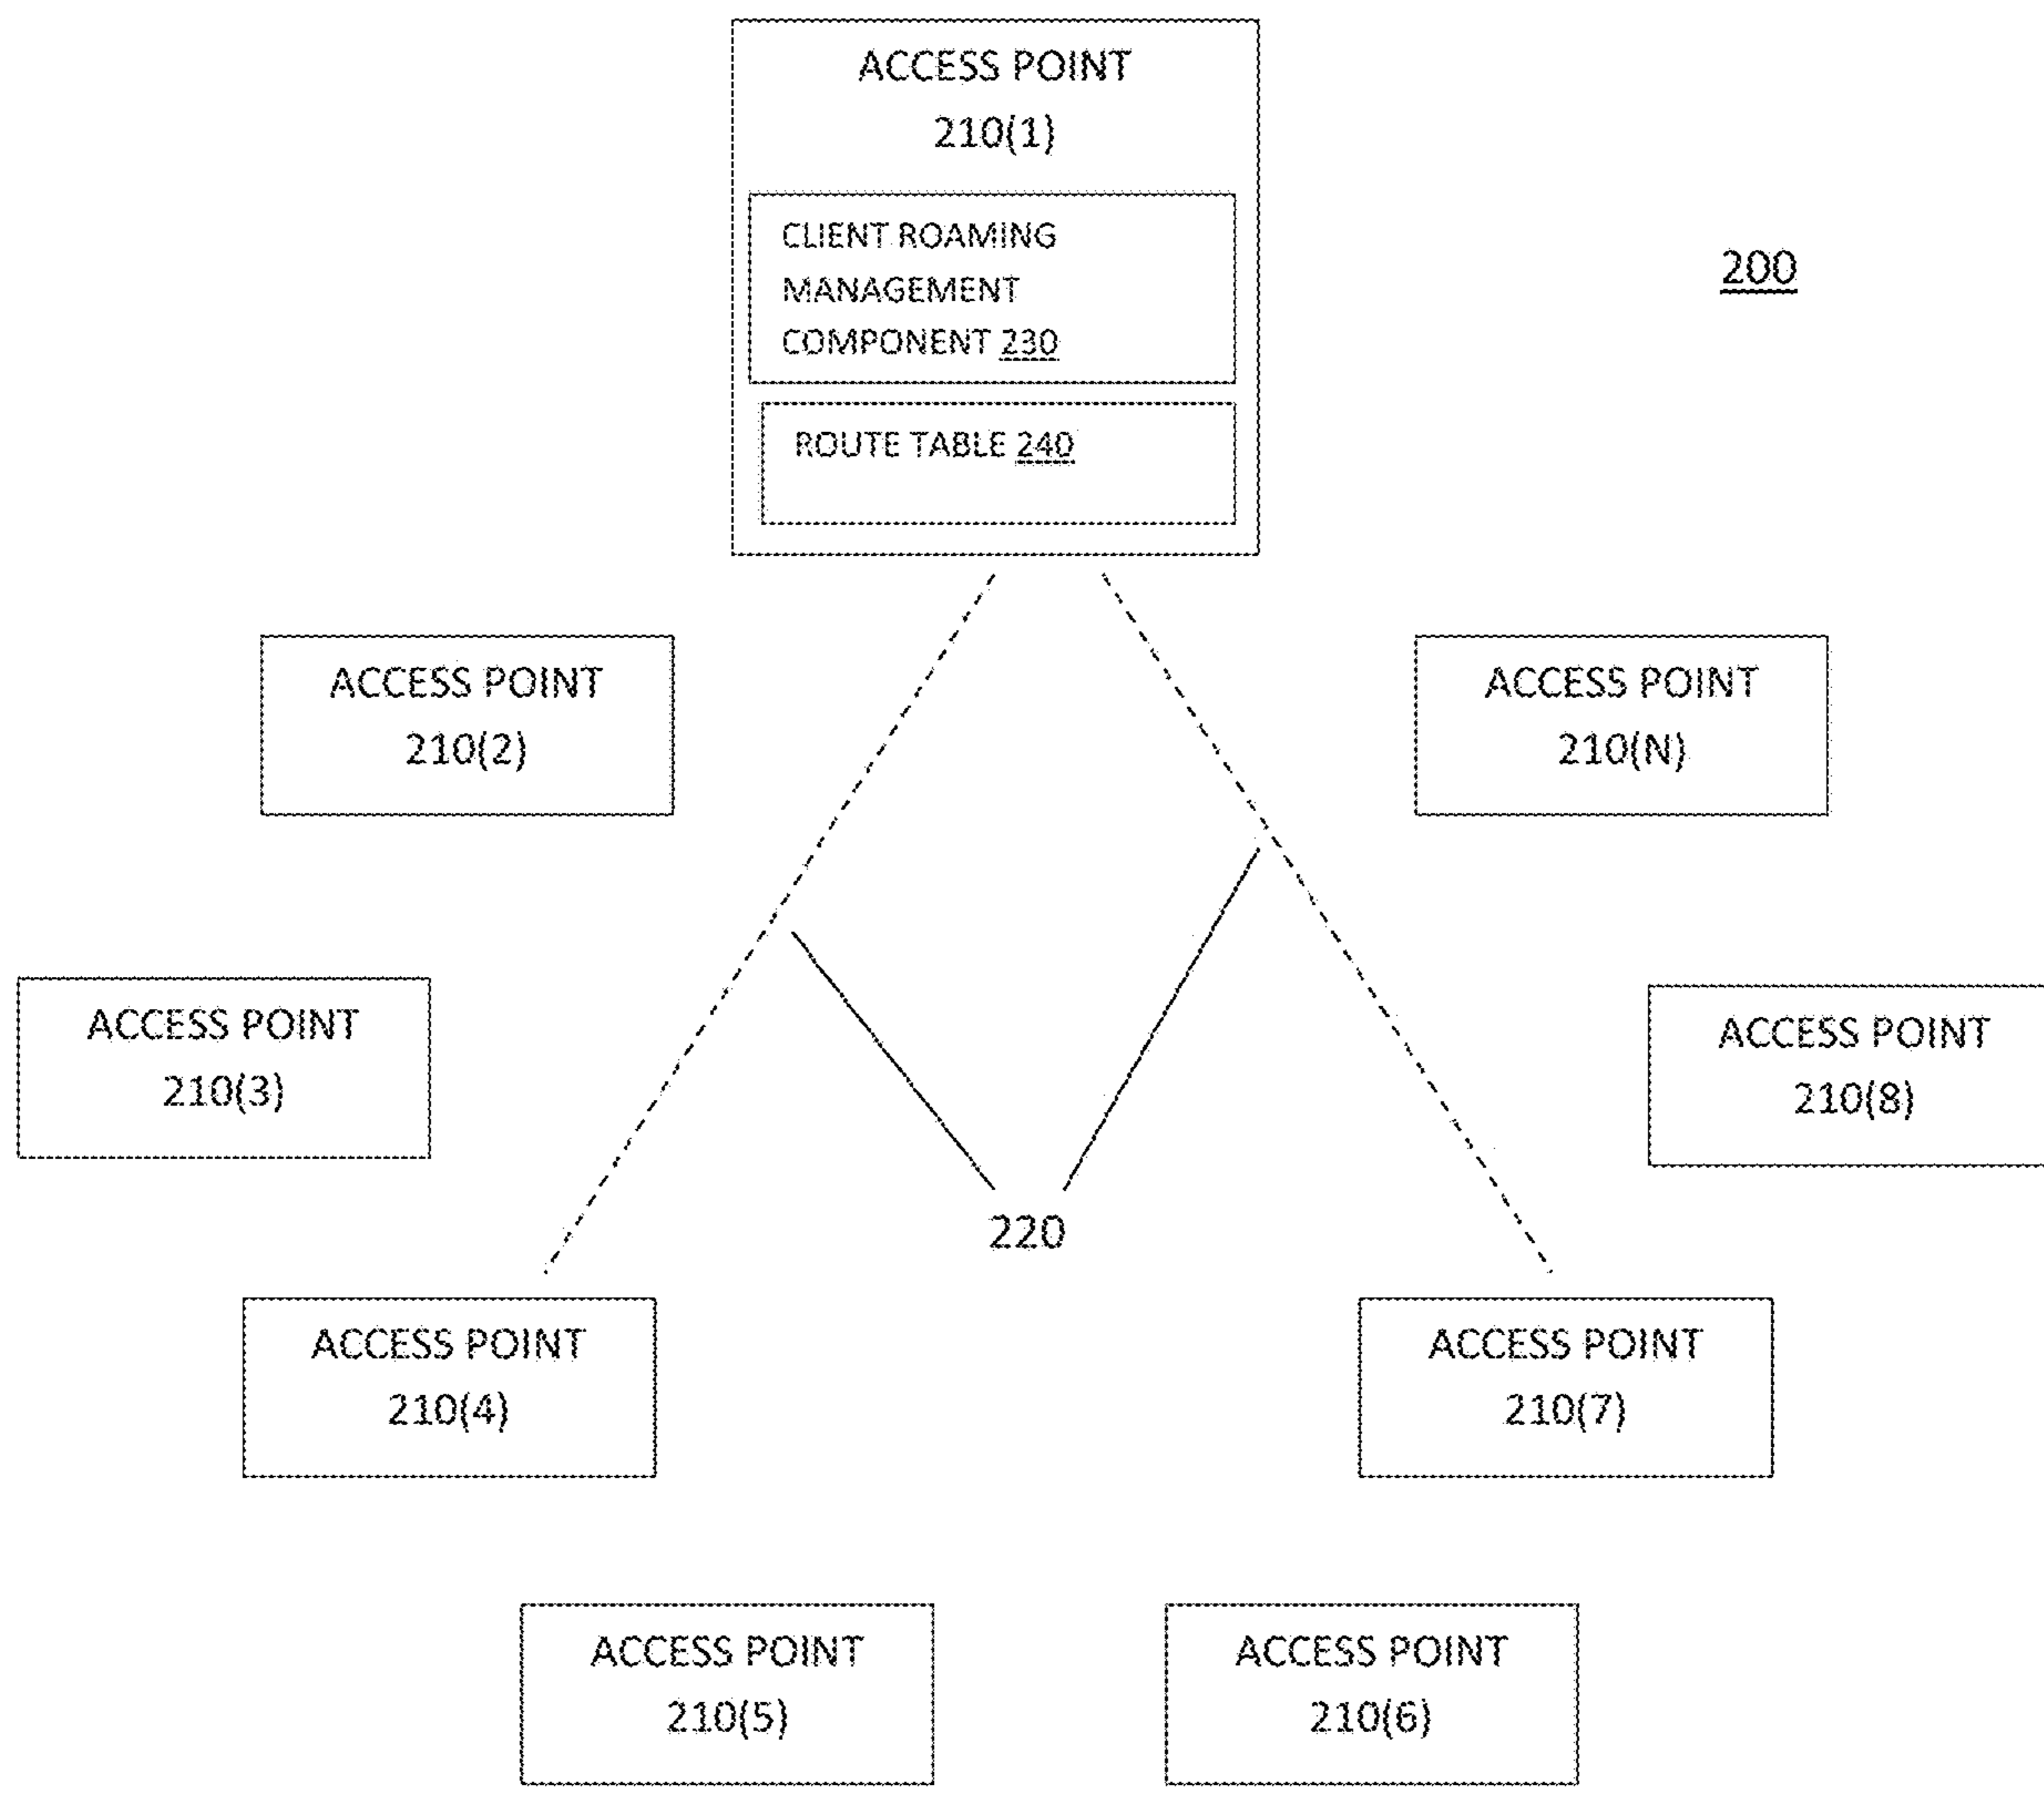 ACCESS POINT
210(1)
CLIENT ROAMING
MANAGEMENT
COMPONENT 230
ROUTE TABLE 240
200
ACCESS POINT
210(2)
ACCESS POINT
210(N)
ACCESS POINT
210(3)
ACCESS POINT
210(8)
220
ACCESS POINT
210(4)
ACCESS POINT
210(7)
ACCESS POINT
210(5)
ACCESS POINT
210(6)